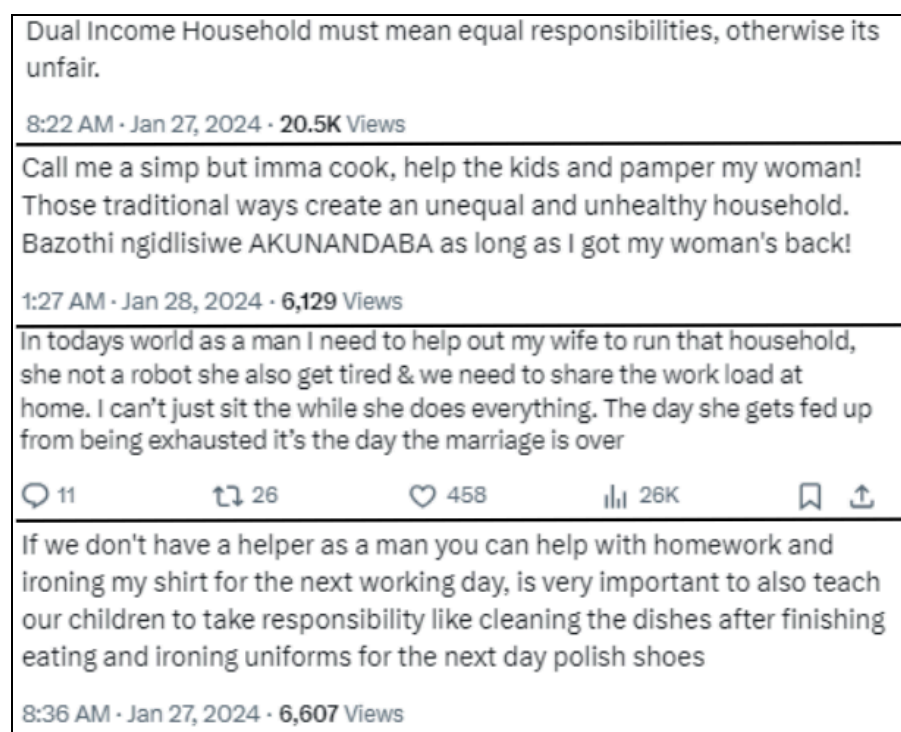 Dual Income Household must mean equal responsibilities, otherwise its
unfair.
8:22 AM · Jan 27, 2024 · 20.5K Views
Call me a simp but imma cook, help the kids and pamper my woman!
Those traditional ways create an unequal and unhealthy household.
Bazothi ngidlisiwe AKUNANDABA as long as I got my woman's back!
1:27 AM · Jan 28, 2024 · 6,129 Views
In todays world as a man I need to help out my wife to run that household,
she not a robot she also get tired & we need to share the work load at
home. I can't just sit the while she does everything. The day she gets fed up
from being exhausted it's the day the marriage is over
11 26 458 26K
If we don't have a helper as a man you can help with homework and
ironing my shirt for the next working day, is very important to also teach
our children to take responsibility like cleaning the dishes after finishing
eating and ironing uniforms for the next day polish shoes
8:36 AM · Jan 27, 2024 · 6,607 Views